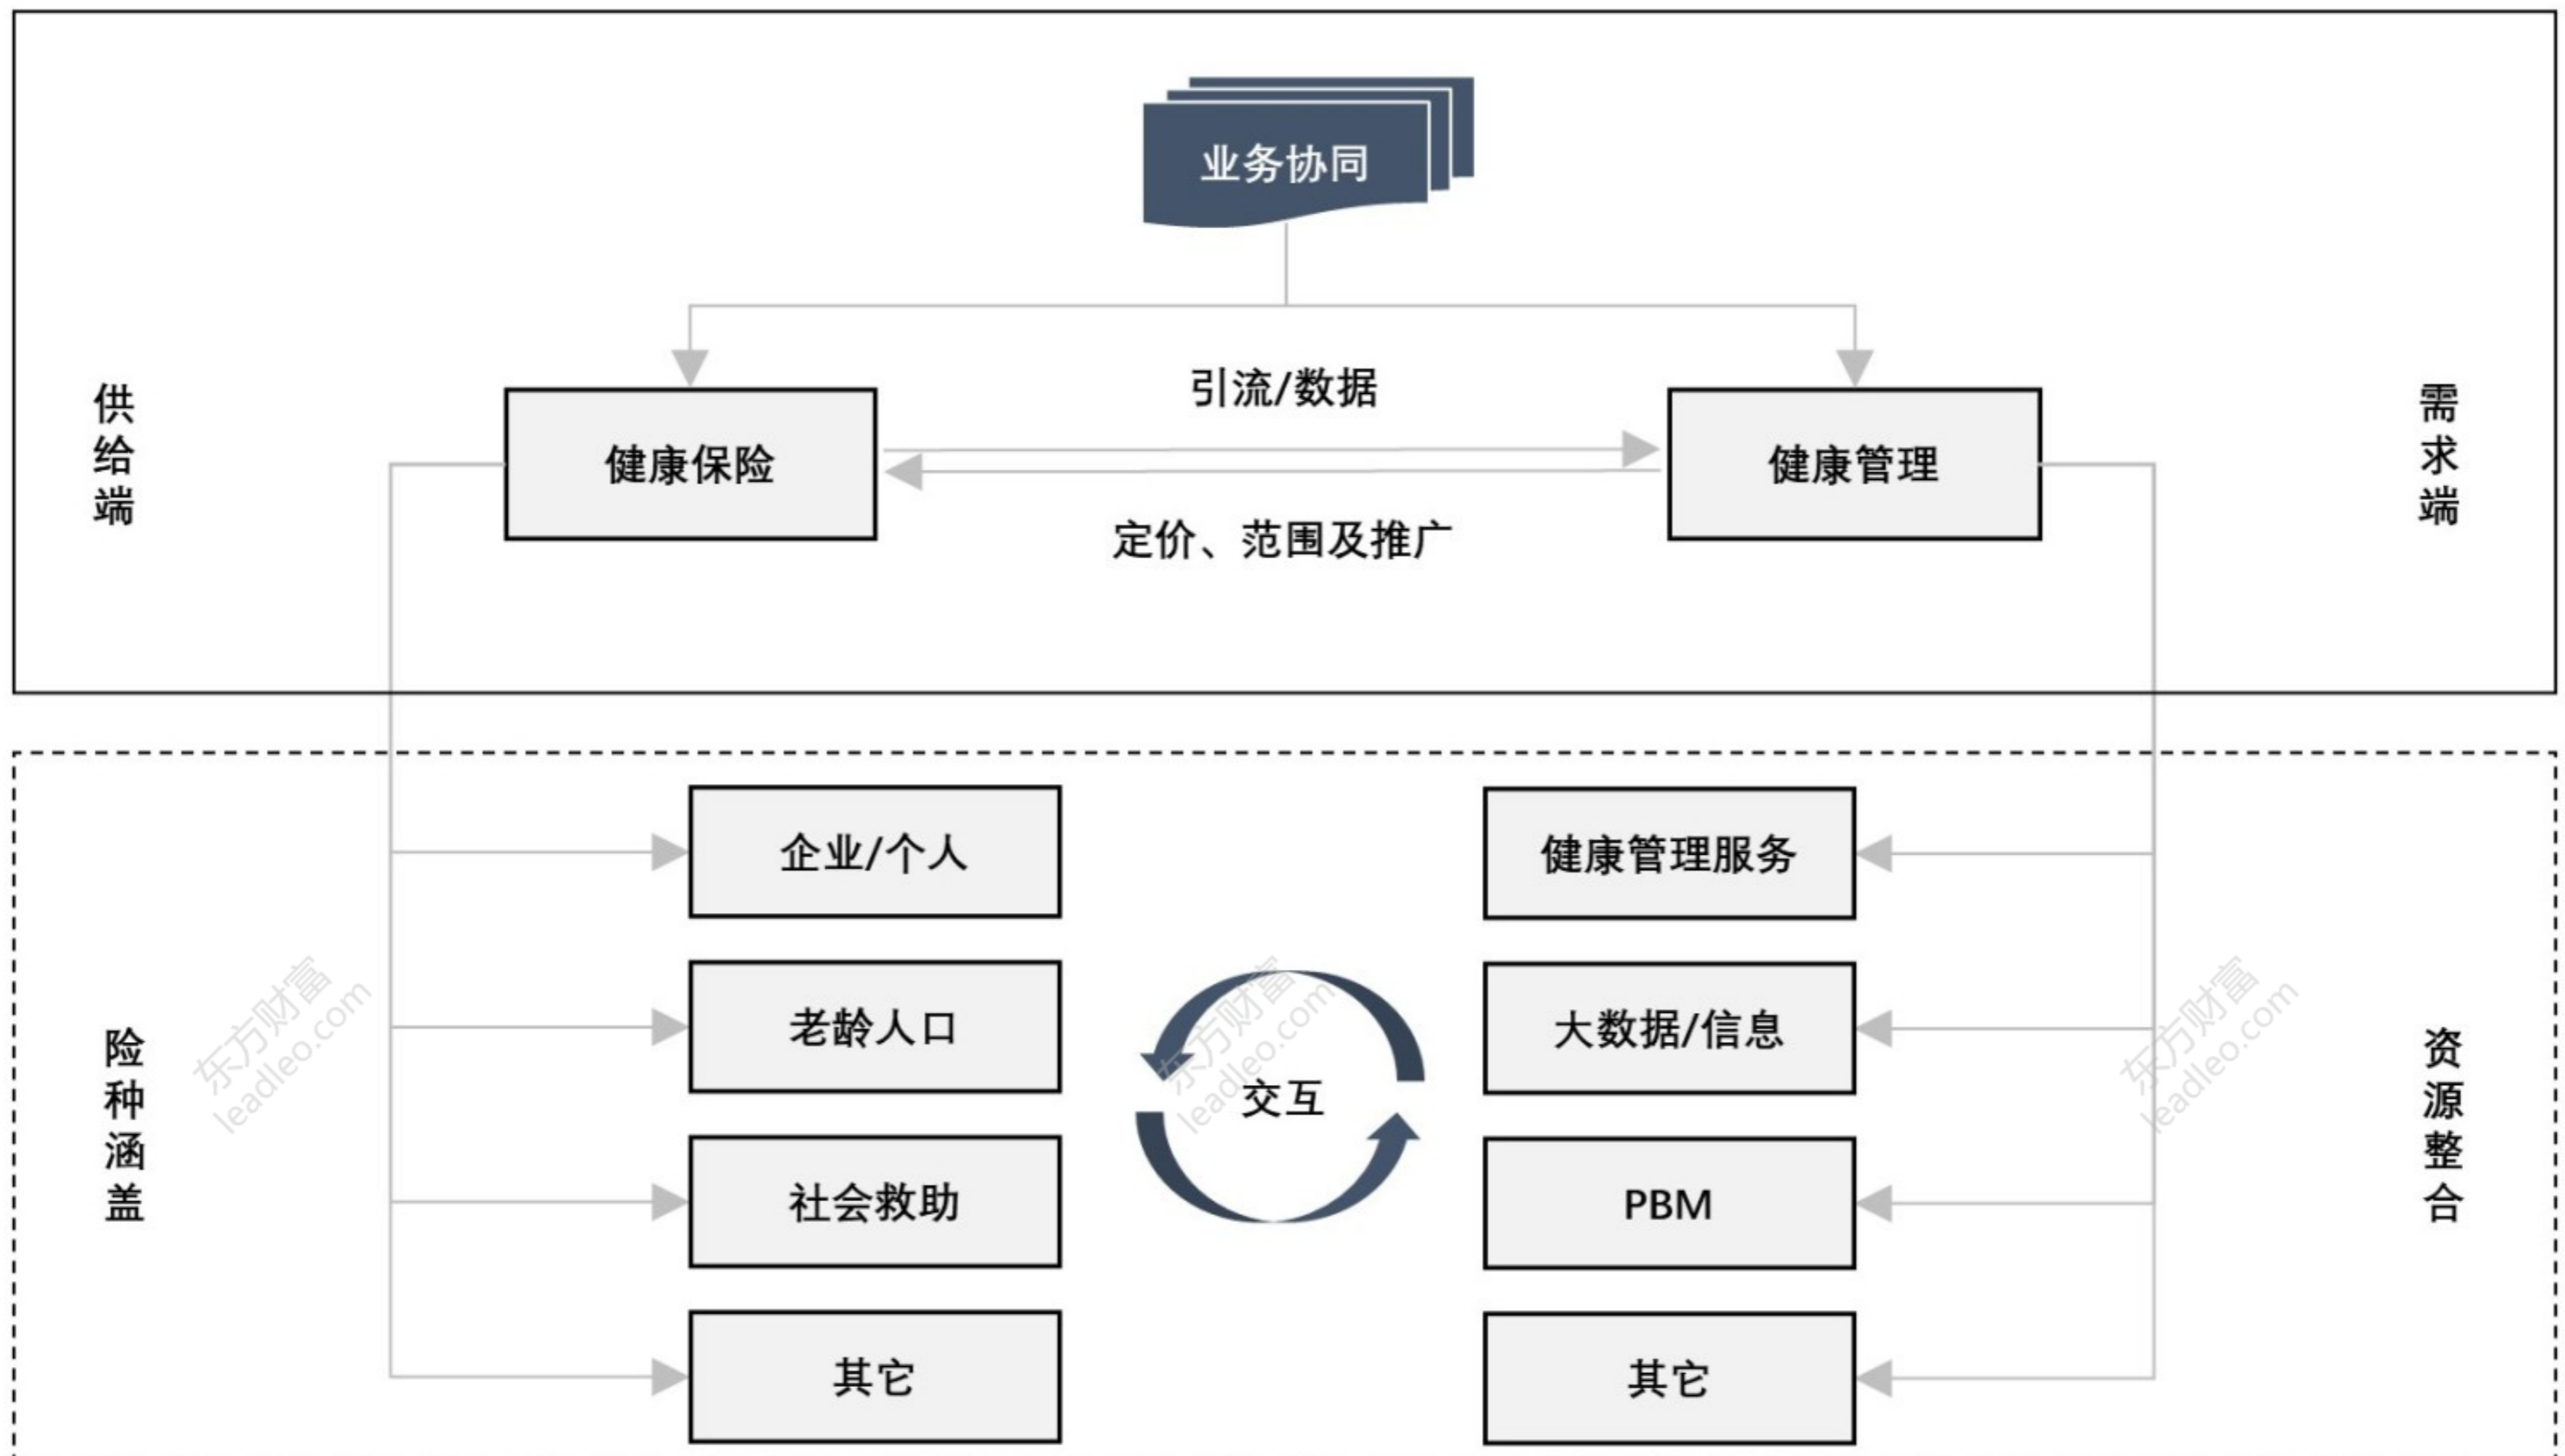 业务协同
供给端
健康保险
引流/数据
定价、范围及推广
健康管理
需求端
险种涵盖
企业/个人
老龄人口
社会救助
其它
交互
健康管理服务
大数据/信息
PBM
其它
资源整合
东方财富
leadleo.com
东方财富
leadleo.com
东方财富
leadleo.com